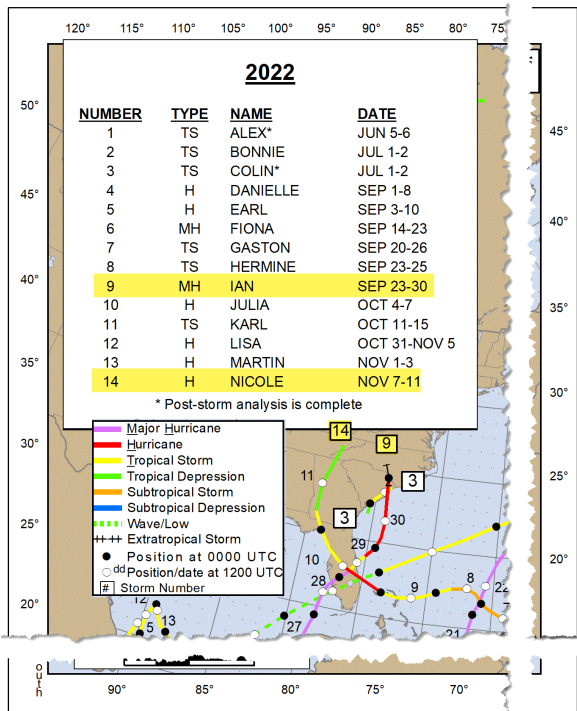 120° 115° 110° 105° 100° 95° 90° 85° 80° 75
2022
NUMBER TYPE NAME DATE
1 TS ALEX* JUN 5-6
2 TS BONNIE JUL 1-2
3 TS COLIN* JUL 1-2
4 H DANIELLE SEP 1-8
5 H EARL SEP 3-10
6 MH FIONA SEP 14-23
7 TS GASTON SEP 20-26
8 TS HERMINE SEP 23-25
9 MH IAN SEP 23-30
10 H JULIA OCT 4-7
11 TS KARL OCT 11-15
12 H LISA OCT 31-NOV 5
13 H MARTIN NOV 1-3
14 H NICOLE NOV 7-11
* Post-storm analysis is complete
50°
45°
40°
35°
30°
25°
20°
45°
40°
35°
30°
25°
20°
Major Hurricane
Hurricane
Tropical Storm
Tropical Depression
Subtropical Storm
Subtropical Depression
Wave/Low
Extratropical Storm
Position at 0000 UTC
dd Position/date at 1200 UTC
# Storm Number
14
9
3
3
11
30
29
10
28
9
8
22
27
21
7
12
5
13
outh
90° 85° 80° 75° 70°